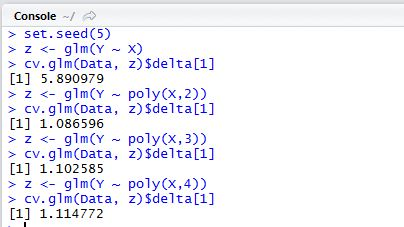 Console ~/
> set.seed(5)
> z <- glm(Y ~ X)
> cv.glm(Data, z)$delta[1]
[1] 5.890979
> z <- glm(Y ~ poly(X,2))
> cv.glm(Data, z)$delta[1]
[1] 1.086596
> z <- glm(Y ~ poly(X,3))
> cv.glm(Data, z)$delta[1]
[1] 1.102585
> z <- glm(Y ~ poly(X,4))
> cv.glm(Data, z)$delta[1]
[1] 1.114772
>